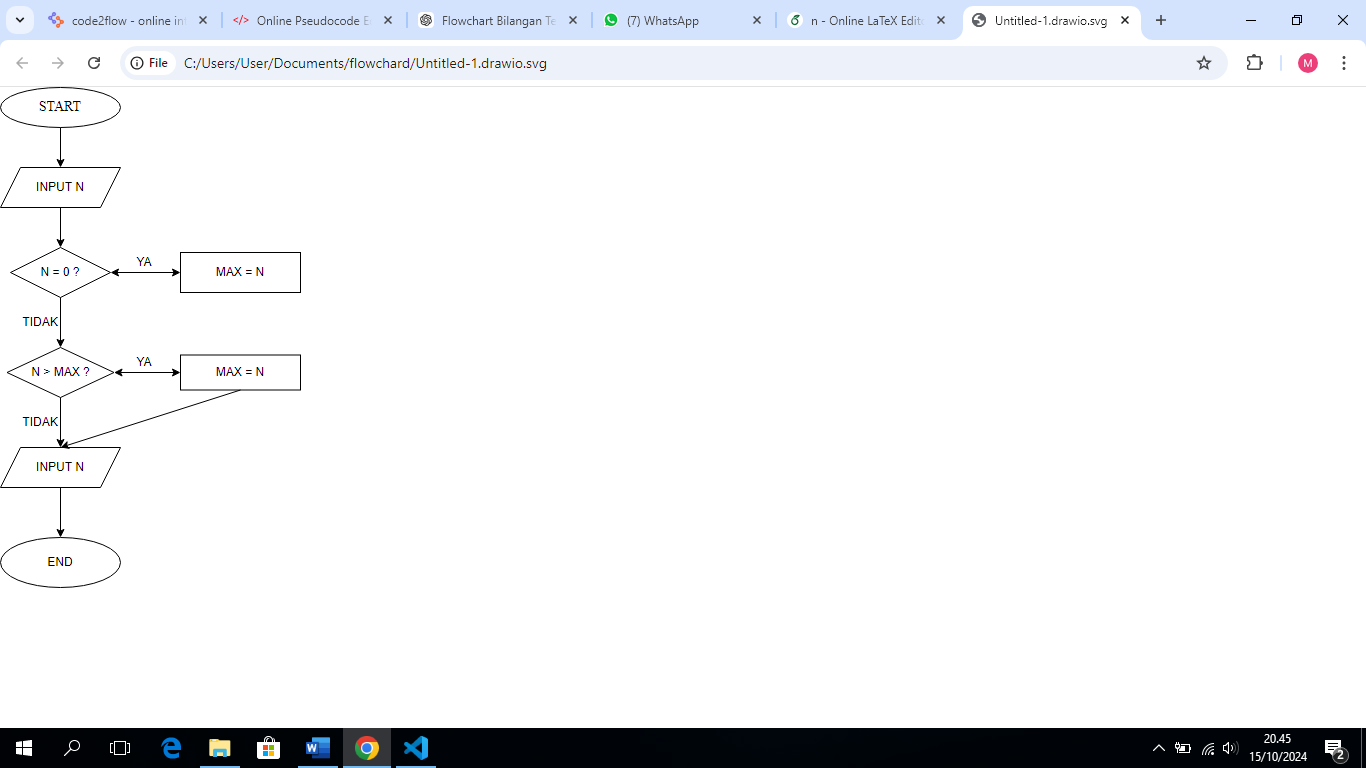 code2flow - online in
Online Pseudocode E
Flowchart Bilangan Te
(7) WhatsApp
n - Online LaTeX Edit
Untitled-1.drawio.svg
File
C:/Users/User/Documents/flowchard/Untitled-1.drawio.svg
M
START
INPUT N
N = 0 ?
YA
MAX = N
TIDAK
N > MAX ?
YA
MAX = N
TIDAK
INPUT N
END
20.45
15/10/2024
2